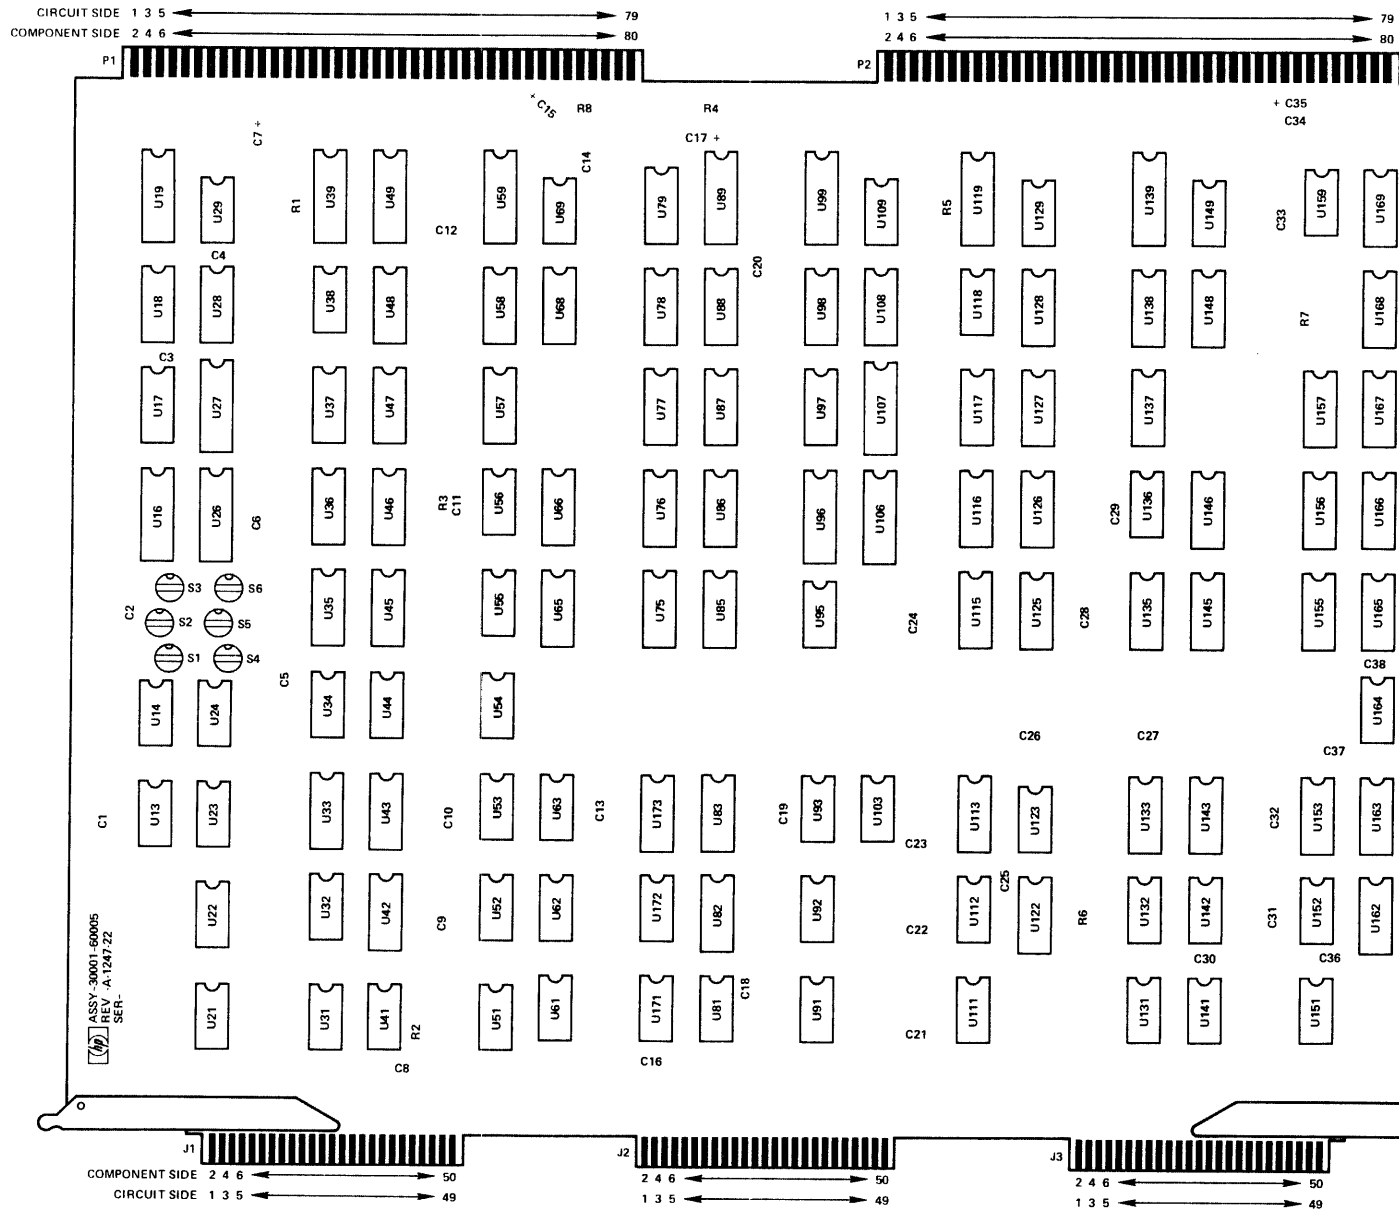 CIRCUIT SIDE 1 3 5 79
COMPONENT SIDE 2 4 6 80
1 3 5 79
2 4 6 80
P1
P2
+ C15
R8
R4
+ C35
C34
C7 +
C17 +
C14
U19
U29
R1
U39
U49
C12
U59
U69
U79
U89
U99
U109
R5
U119
U129
U139
U149
C33
U159
U169
C4
C20
U18
U28
U38
U48
U58
U68
U78
U88
U98
U108
U118
U128
U138
U148
R7
U168
C3
U17
U27
U37
U47
U57
U77
U87
U97
U107
U117
U127
U137
U157
U167
U16
U26
C6
U36
U46
R3
C11
U56
U66
U76
U86
U96
U106
U116
U126
C29
U136
U146
U156
U166
S3
S6
C2
S2
S5
S1
S4
U35
U45
U55
U65
U75
U85
U95
C24
U115
U125
C28
U135
U145
U155
U165
C38
C5
U14
U24
U34
U44
U54
C26
C27
U164
C37
C1
U13
U23
U33
U43
C10
U53
U63
C13
U173
U83
C19
U93
U103
C23
U113
U123
U133
U143
C32
U153
U163
C25
U22
U32
U42
C9
U52
U62
U172
U82
U92
C22
U112
U122
R6
U132
U142
C31
U152
U162
C30
C36
hp
ASSY-30001-60005
REV -A-1247-22
SER-
U21
U31
U41
R2
U51
U61
U171
U81
C18
U91
C21
U111
U131
U141
U151
C8
C16
J1
J2
J3
COMPONENT SIDE 2 4 6 50
CIRCUIT SIDE 1 3 5 49
2 4 6 50
1 3 5 49
2 4 6 50
1 3 5 49